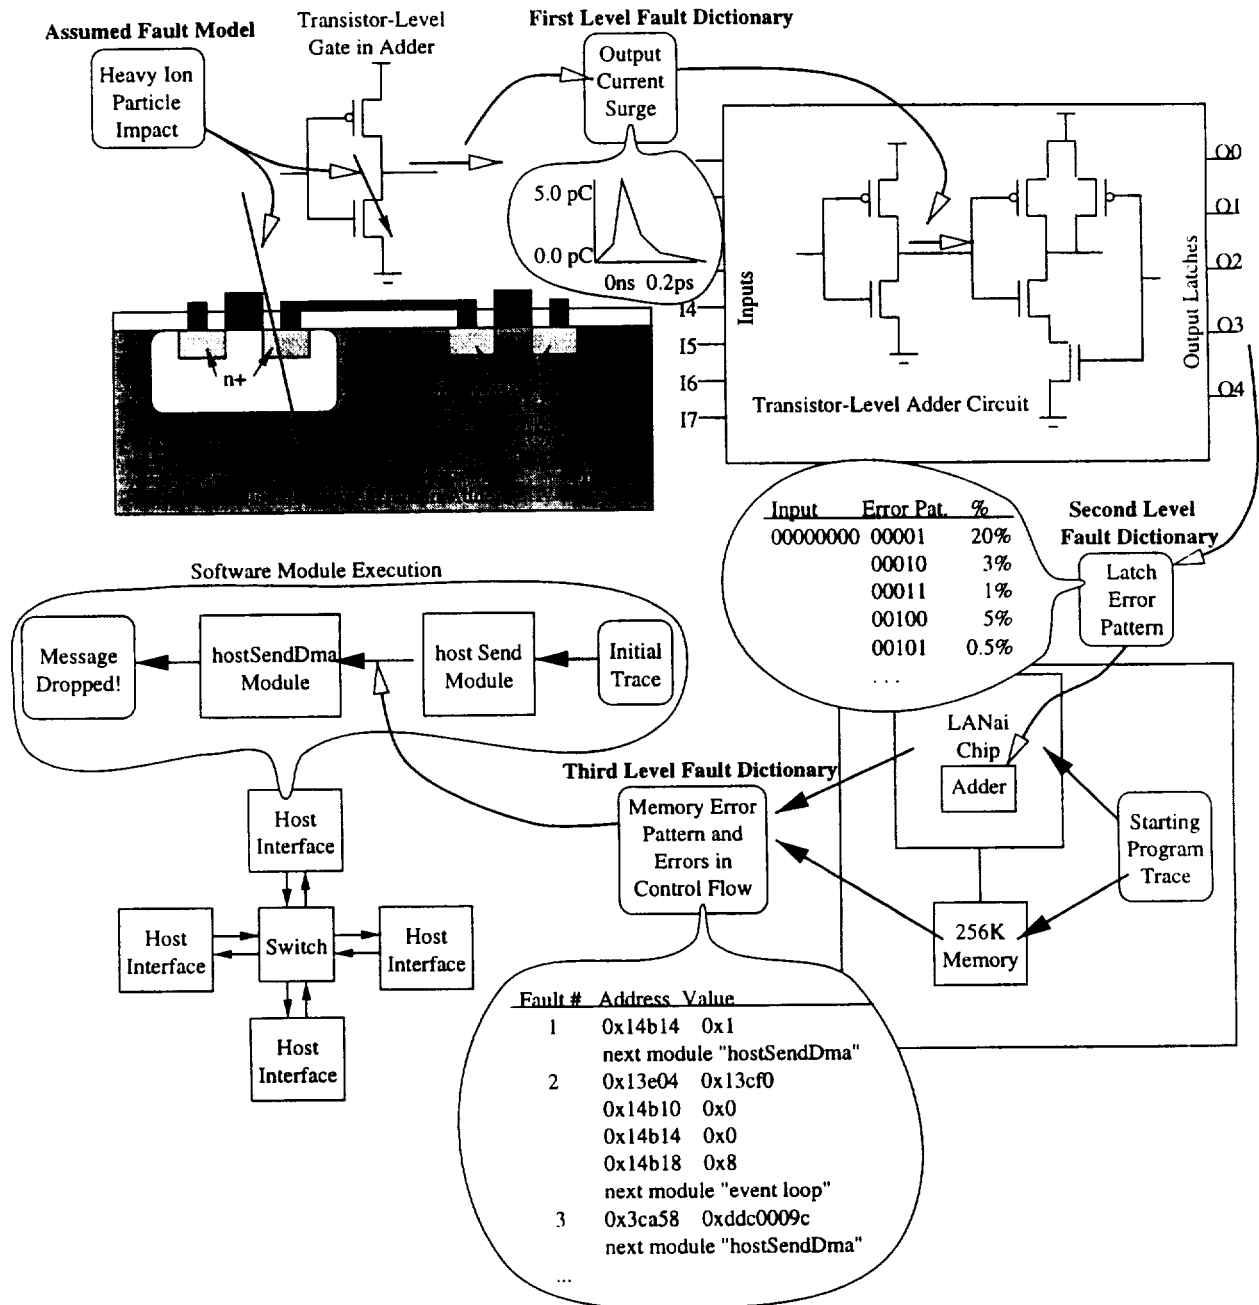 Assumed Fault Model
Heavy Ion
Particle
Impact
Transistor-Level
Gate in Adder
First Level Fault Dictionary
Output
Current
Surge
5.0 pC
0.0 pC
0ns 0.2ps
n+
I4
I5
I6
I7
Inputs
Transistor-Level Adder Circuit
Output Latches
O0
O1
O2
O3
O4
Second Level
Fault Dictionary
Latch
Error
Pattern
Input Error Pat. %
00000000 00001 20%
00010 3%
00011 1%
00100 5%
00101 0.5%
. . .
Software Module Execution
Message
Dropped!
hostSendDma
Module
host Send
Module
Initial
Trace
LANai
Chip
Adder
Starting
Program
Trace
256K
Memory
Third Level Fault Dictionary
Memory Error
Pattern and
Errors in
Control Flow
Host
Interface
Host
Interface
Switch
Host
Interface
Host
Interface
Fault # Address Value
1 0x14b14 0x1
next module "hostSendDma"
2 0x13e04 0x13cf0
0x14b10 0x0
0x14b14 0x0
0x14b18 0x8
next module "event loop"
3 0x3ca58 0xddc0009c
next module "hostSendDma"
...